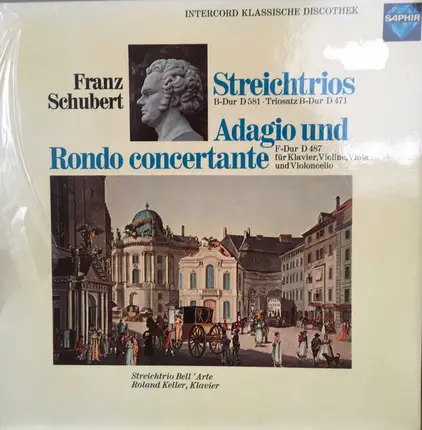 INTERCORD KLASSISCHE DISCOTHEK
SAPHIR
Franz
Schubert
Streichtrios
B-Dur D 581 · Triosatz B-Dur D 471
Adagio und
Rondo concertante
F-Dur D 487
für Klavier, Violine, Viola
und Violoncello
Streichtrio Bell'Arte
Roland Keller, Klavier